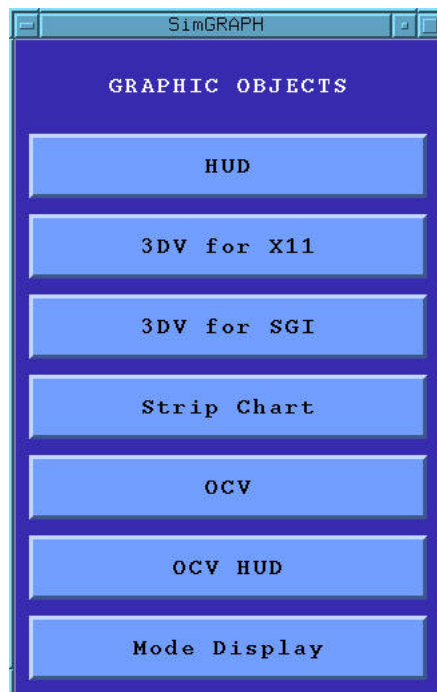 SimGRAPH
GRAPHIC OBJECTS
HUD
3DV for X11
3DV for SGI
Strip Chart
OCV
OCV HUD
Mode Display